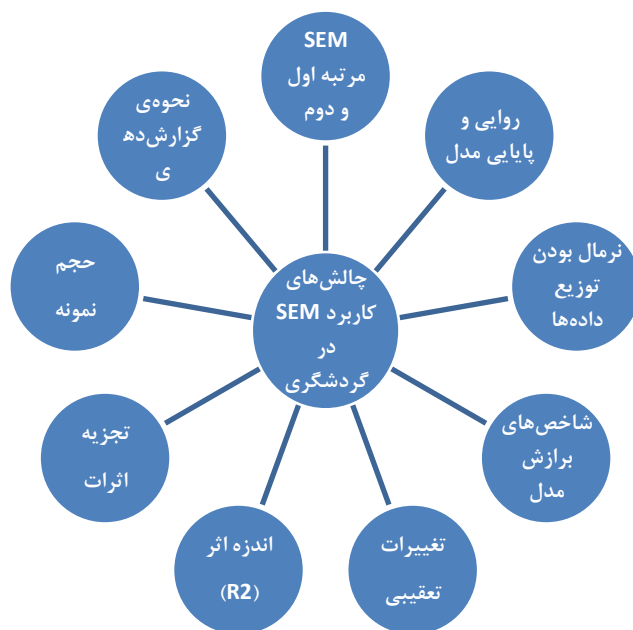 SEM
مرتبه اول
و دوم
روایی و
پایایی مدل
نرمال بودن
توزیع
داده‌ها
شاخص‌های
برازش
مدل
تغییرات
تعقیبی
اندزه اثر
(R2)
تجزیه
اثرات
حجم
نمونه
نحوه‌ی
گزارش‌ده
ی
چالش‌های
کاربرد SEM
در
گردشگری